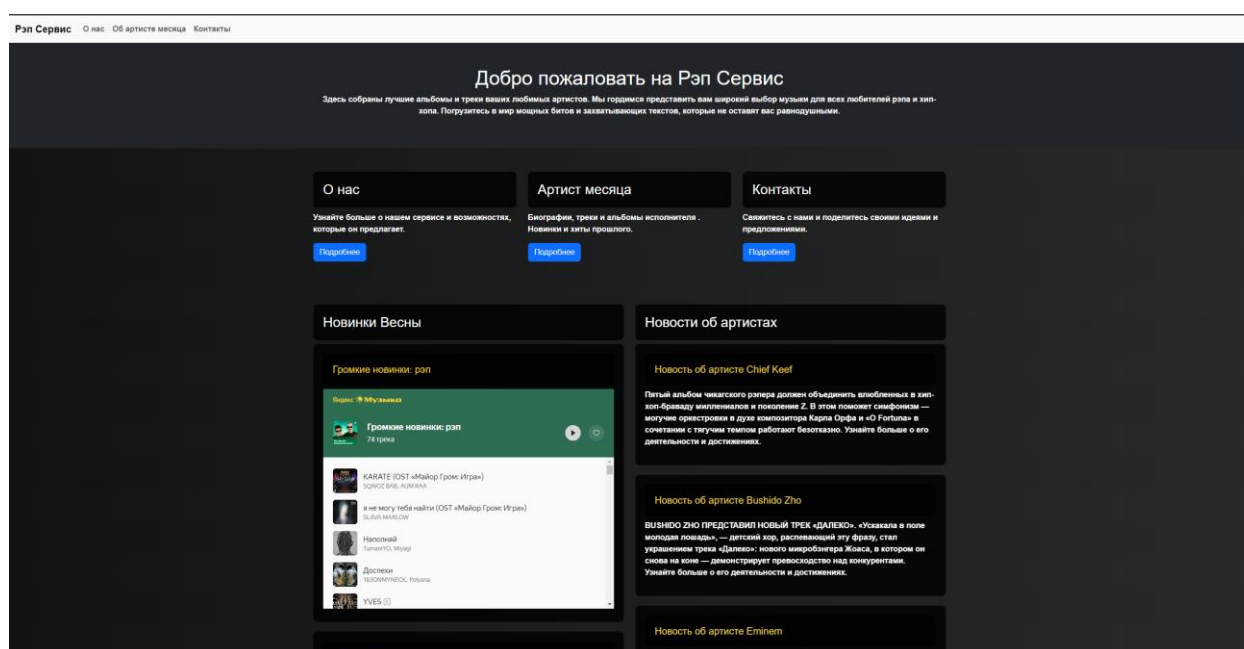 Рэп Сервис О нас Об артисте месяца Контакты
Добро пожаловать на Рэп Сервис
Здесь собраны лучшие альбомы и треки ваших любимых артистов. Мы гордимся представить вам широкий выбор музыки для всех любителей рэпа и хип-
хопа. Погрузитесь в мир мощных битов и захватывающих текстов, которые не оставят вас равнодушными.
О нас
Узнайте больше о нашем сервисе и возможностях,
которые он предлагает.
Подробнее
Артист месяца
Биографии, треки и альбомы исполнителя .
Новинки и хиты прошлого.
Подробнее
Контакты
Свяжитесь с нами и поделитесь своими идеями и
предложениями.
Подробнее
Новинки Весны
Громкие новинки: рэп
Яндекс Музыка
Громкие новинки: рэп
74 трека
KARATE (OST «Майор Гром: Игра»)
SQWOZ BAB, ALIM RAA
я не могу тебя найти (OST «Майор Гром: Игра»)
SLAVA MARLOW
Наполняй
TumaniYO, Miyagi
Доспехи
163ONMYNECK, Polyana
YVES E
Новости об артистах
Новость об артисте Chief Keef
Пятый альбом чикагского рэпера должен объединить влюбленных в хип-
хоп-браваду миллениалов и поколение Z. В этом поможет симфонизм —
могучие оркестровки в духе композитора Карла Орфа и «O Fortuna» в
сочетании с тягучим темпом работают безотказно. Узнайте больше о его
деятельности и достижениях.
Новость об артисте Bushido Zho
BUSHIDO ZHO ПРЕДСТАВИЛ НОВЫЙ ТРЕК «ДАЛЕКО». «Ускакала в поле
молодая лошадь», — детский хор, распевающий эту фразу, стал
украшением трека «Далеко»: нового микробэнгера Жоаса, в котором он
снова на коне — демонстрирует превосходство над конкурентами.
Узнайте больше о его деятельности и достижениях.
Новость об артисте Eminem